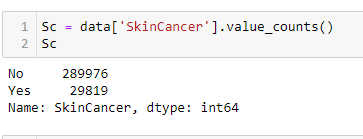 1 Sc = data['SkinCancer'].value_counts()
2 Sc
No 289976
Yes 29819
Name: SkinCancer, dtype: int64